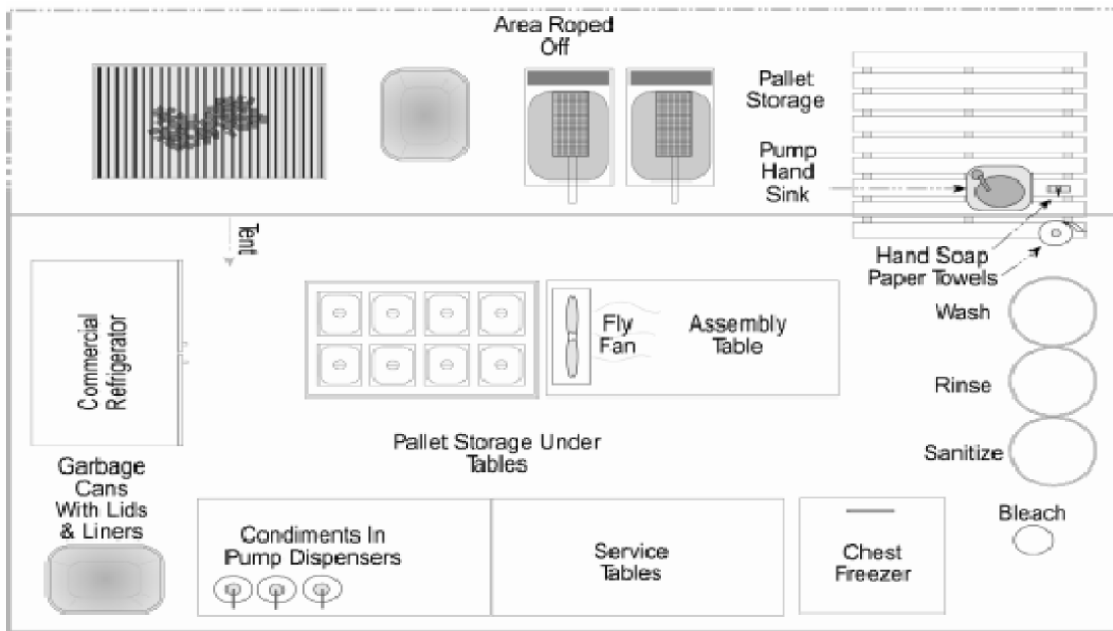 Area Roped
Off
Pallet
Storage
Pump
Hand
Sink
Tent
Hand Soap
Paper Towels
Commercial
Refrigerator
Fly
Fan
Assembly
Table
Wash
Rinse
Sanitize
Pallet Storage Under
Tables
Garbage
Cans
With Lids
& Liners
Condiments In
Pump Dispensers
Service
Tables
Chest
Freezer
Bleach